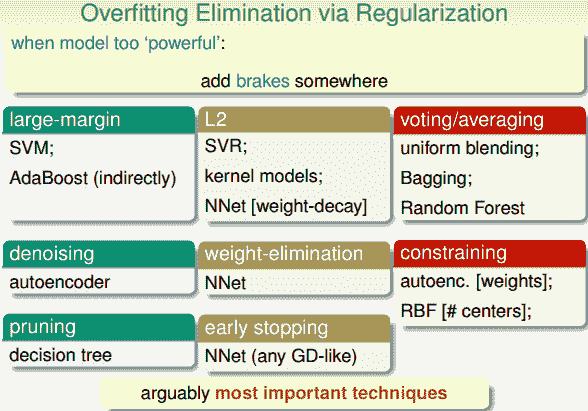 Overfitting Elimination via Regularization
when model too ‘powerful’:
add brakes somewhere
large-margin
SVM;
AdaBoost (indirectly)
L2
SVR;
kernel models;
NNet [weight-decay]
voting/averaging
uniform blending;
Bagging;
Random Forest
denoising
autoencoder
weight-elimination
NNet
constraining
autoenc. [weights];
RBF [# centers];
pruning
decision tree
early stopping
NNet (any GD-like)
arguably most important techniques